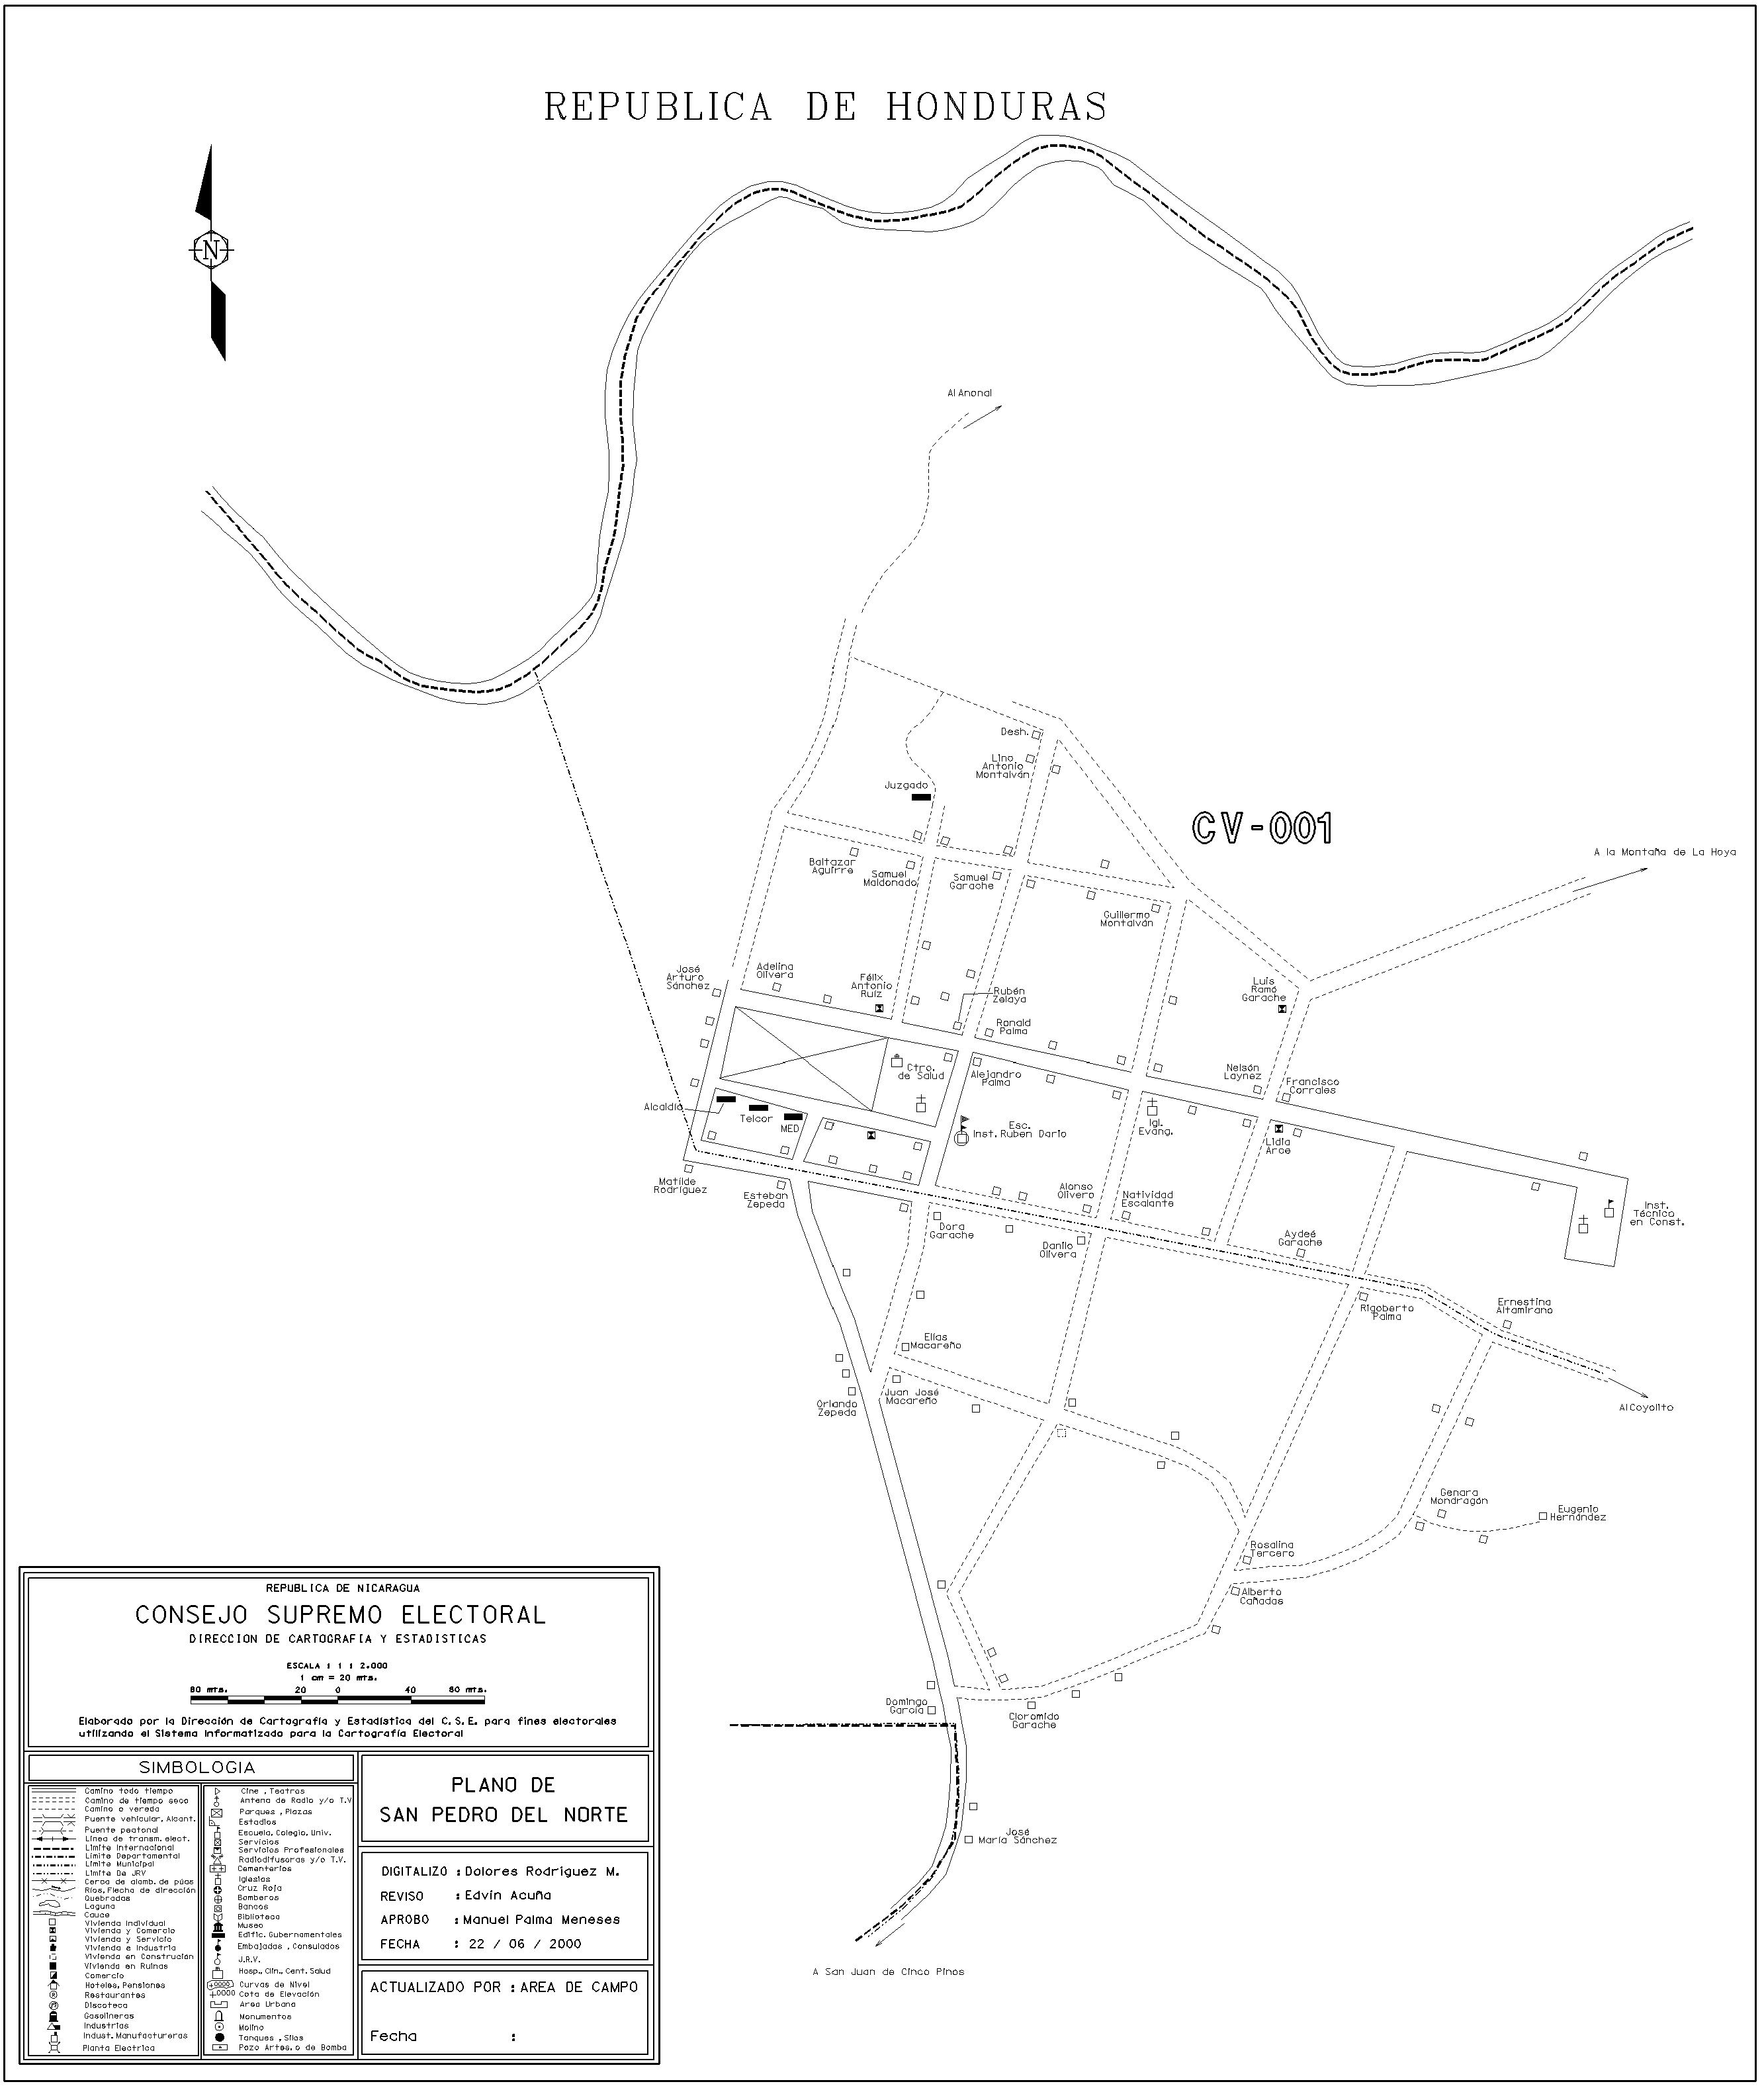 REPUBLICA DE HONDURAS
N
Al Anonal
Desh.
Lino
Antonio
Montalván
Juzgado
CV-001
A la Montaña de La Hoya
Baltazar
Aguirre
Samuel
Maldonado
Samuel
Garache
Guillermo
Montalván
José
Arturo
Sánchez
Adelina
Olivera
Félix
Antonio
Ruiz
Rubén
Zelaya
Luis
Ramó
Garache
Ronald
Palma
Ctro.
de Salud
Alejandro
Palma
Nelsón
Laynez
Francisco
Corrales
Alcaldía
Telcor
MED
Esc.
Inst. Ruben Dario
Igl.
Evang.
Lidia
Arce
Matilde
Rodríguez
Esteban
Zepeda
Alonso
Olivero
Natividad
Escalante
Inst.
Técnico
en Const.
Dora
Garache
Danilo
Olivera
Aydeé
Garache
Rigoberto
Palma
Ernestina
Altamirano
Elías
Macareño
Juan José
Macareño
Orlando
Zepeda
Al Coyolito
Genara
Mondragón
Eugenio
Hernández
Rosalina
Tercero
Alberto
Cañadas
Domingo
García
Cloromido
Garache
José
María Sánchez
A San Juan de Cinco Pinos
REPUBLICA DE NICARAGUA
CONSEJO SUPREMO ELECTORAL
DIRECCION DE CARTOGRAFIA Y ESTADISTICAS
ESCALA : 1 : 2.000
1 cm = 20 mts.
80 mts. 20 0 40 80 mts.
Elaborado por la Dirección de Cartografía y Estadística del C. S. E. para fines electorales
utilizando el Sistema Informatizado para la Cartografía Electoral
SIMBOLOGIA
Camino todo tiempo
Camino de tiempo seco
Camino o vereda
Puente vehicular, Alcant.
Puente peatonal
Línea de transm. elect.
Límite Internacional
Límite Departamental
Límite Municipal
Límite De JRV
Cerca de alamb. de púas
Ríos, Flecha de dirección
Quebradas
Laguna
Cauce
Vivienda Individual
Vivienda y Comercio
Vivienda y Servicio
Vivienda e Industria
Vivienda en Construción
Vivienda en Ruinas
Comercio
Hoteles, Pensiones
Restaurantes
Discoteca
Gasolineras
Industrias
Indust. Manufactureras
Planta Electrica
Cine , Teatros
Antena de Radio y/o T.V
Parques , Plazas
Estadios
Escuela, Colegio, Univ.
Servicios
Servicios Profesionales
Radiodifusoras y/o T.V.
Cementerios
Iglesias
Cruz Roja
Bomberos
Bancos
Biblioteca
Museo
Edific. Gubernamentales
Embajadas , Consulados
J.R.V.
Hosp., Clin., Cent. Salud
Curvas de Nivel
+.0000 Cota de Elevación
Area Urbana
Monumentos
Molino
Tanques , Silos
Pozo Artes. o de Bomba
PLANO DE
SAN PEDRO DEL NORTE
DIGITALIZO : Dolores Rodríguez M.
REVISO : Edvin Acuña
APROBO : Manuel Palma Meneses
FECHA : 22 / 06 / 2000
ACTUALIZADO POR : AREA DE CAMPO
Fecha :